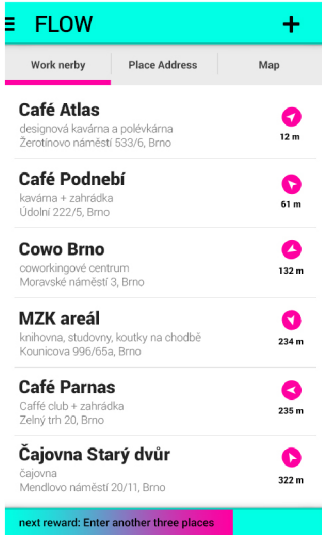 FLOW
Work nerby
Place Address
Map
Café Atlas
designová kavárna a polévkárna
Žerotínovo náměstí 533/6, Brno
12 m
Café Podnebí
kavárna + zahrádka
Údolní 222/5, Brno
61 m
Cowo Brno
coworkingové centrum
Moravské náměstí 3, Brno
132 m
MZK areál
knihovna, studovny, koutky na chodbě
Kounicova 996/65a, Brno
234 m
Café Parnas
Caffé club + zahrádka
Zelný trh 20, Brno
235 m
Čajovna Starý dvůr
čajovna
Mendlovo náměstí 20/11, Brno
322 m
next reward: Enter another three places